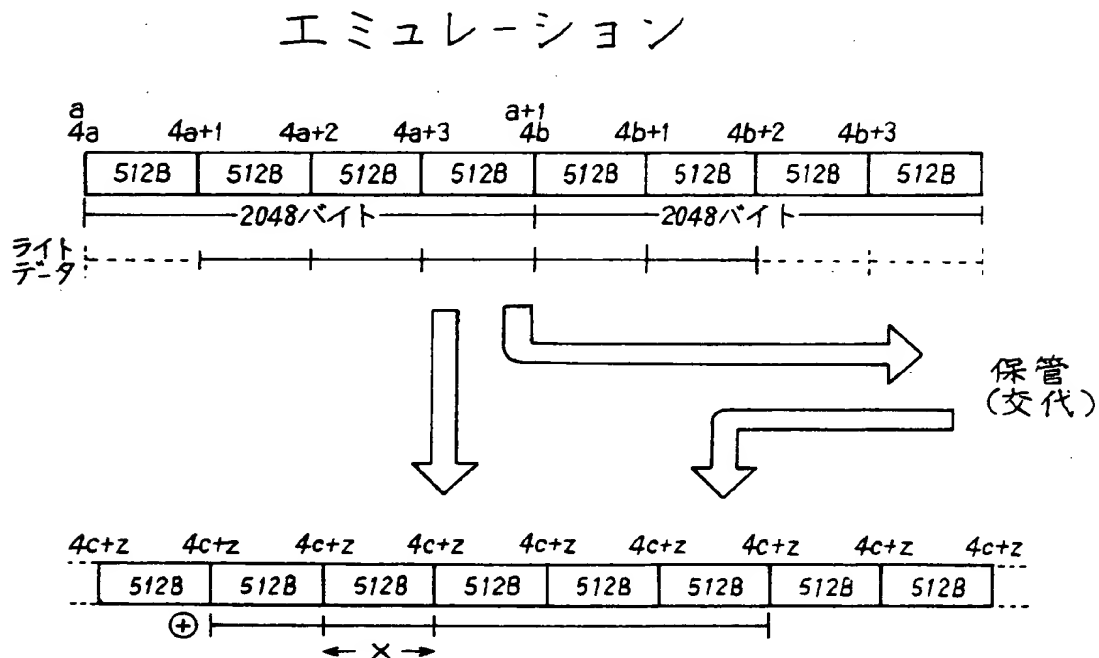 エミュレーション
a a+1
4a 4a+1 4a+2 4a+3 4b 4b+1 4b+2 4b+3
512B 512B 512B 512B 512B 512B 512B 512B
2048バイト 2048バイト
ライト
データ
保管
(交代)
4c+z 4c+z 4c+z 4c+z 4c+z 4c+z 4c+z 4c+z 4c+z
512B 512B 512B 512B 512B 512B 512B 512B
+
x